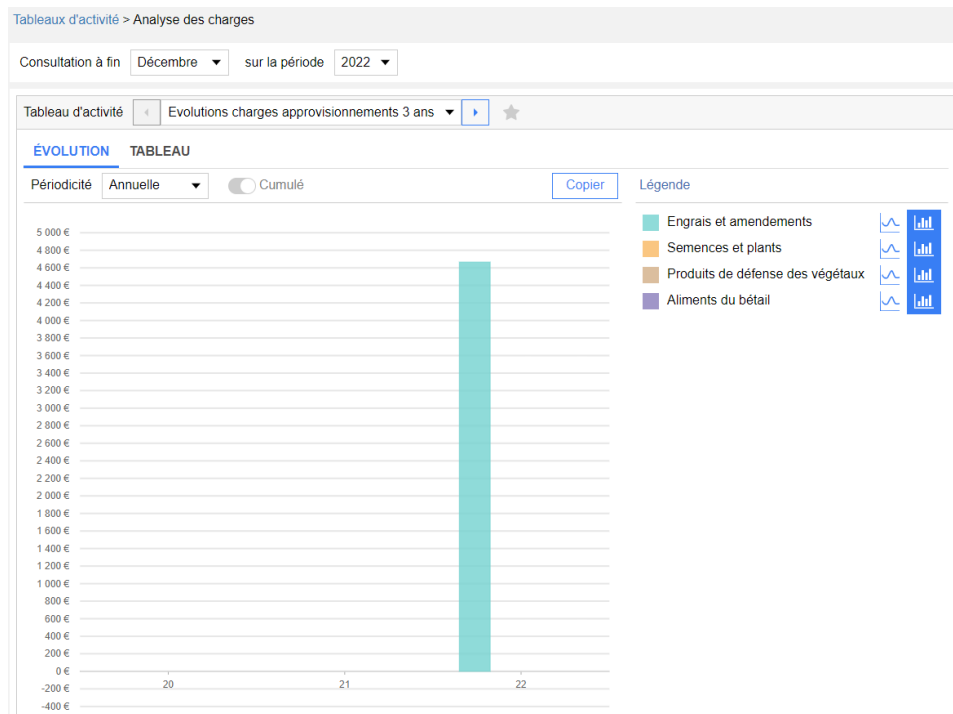 Tableaux d'activité > Analyse des charges
Consultation à fin Décembre sur la période 2022
Tableau d'activité Evolutions charges approvisionnements 3 ans
ÉVOLUTION TABLEAU
Périodicité Annuelle Cumulé Copier Légende
Engrais et amendements
Semences et plants
Produits de défense des végétaux
Aliments du bétail
5 000 €
4 800 €
4 600 €
4 400 €
4 200 €
4 000 €
3 800 €
3 600 €
3 400 €
3 200 €
3 000 €
2 800 €
2 600 €
2 400 €
2 200 €
2 000 €
1 800 €
1 600 €
1 400 €
1 200 €
1 000 €
800 €
600 €
400 €
200 €
0 €
-200 €
-400 €
20 21 22